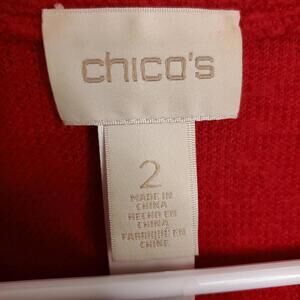 chico's
2
MADE IN
CHINA
HECHO EN
CHINA
FABRIQUÉ EN
CHINE